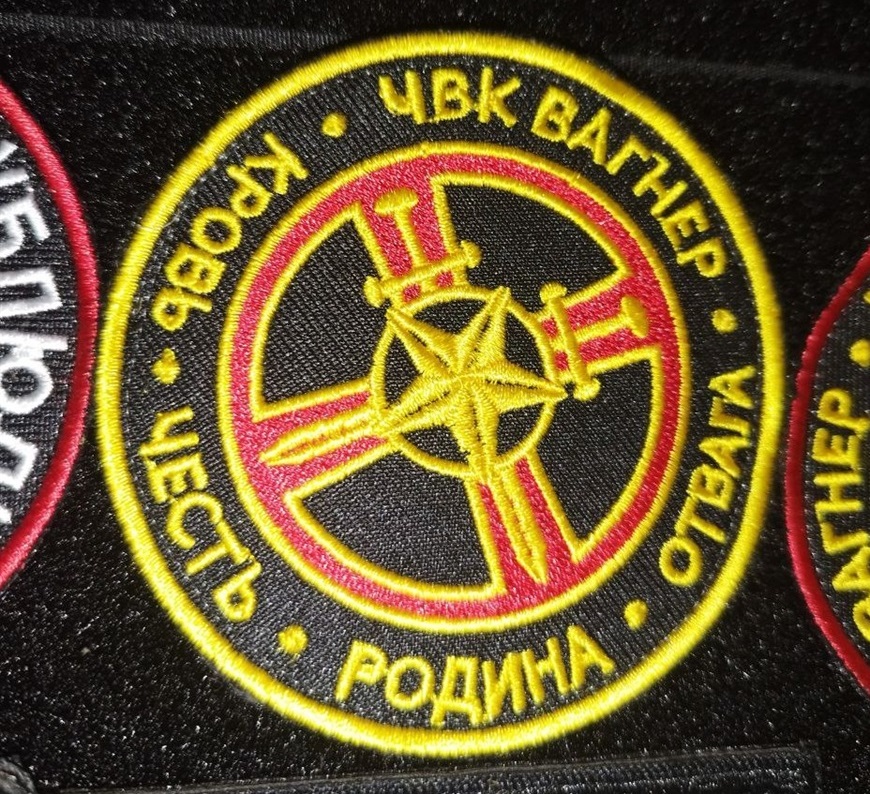 ЧВК ВАГНЕР • ОТВАГА • РОДИНА • ЧЕСТЬ • КРОВЬ •